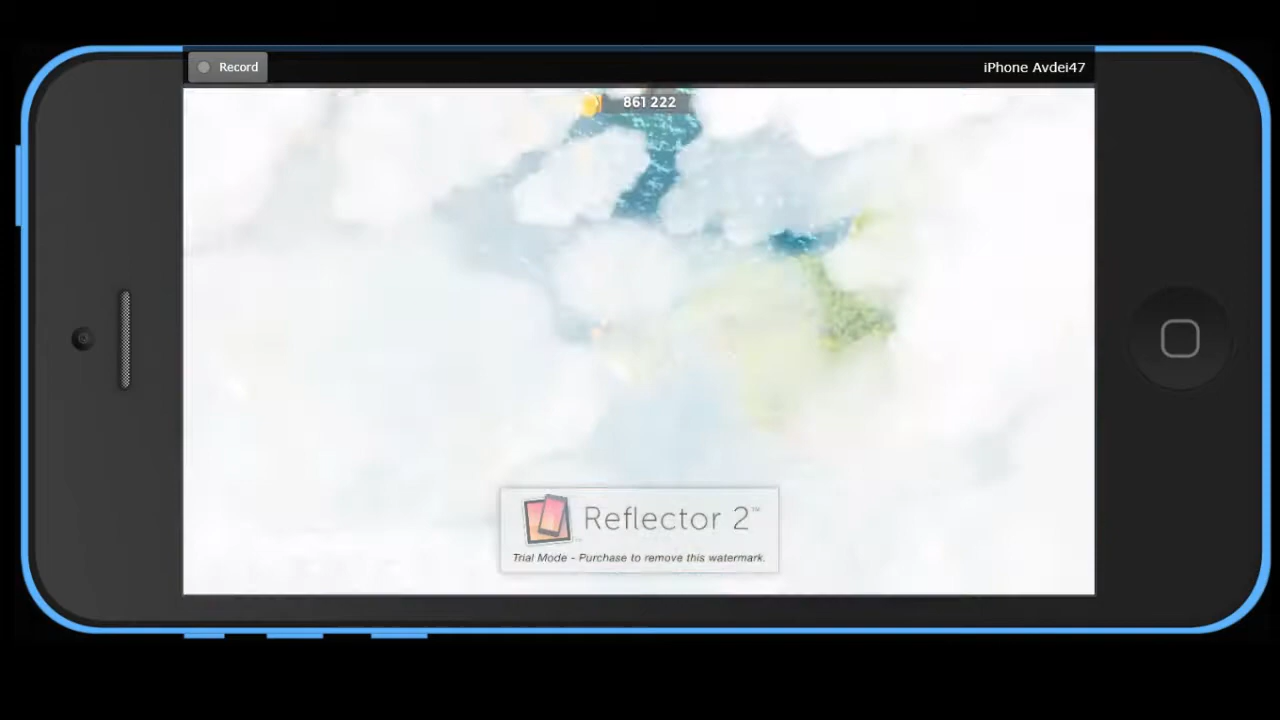 Record
iPhone Avdei47
861 222
Reflector 2™
Trial Mode - Purchase to remove this watermark.